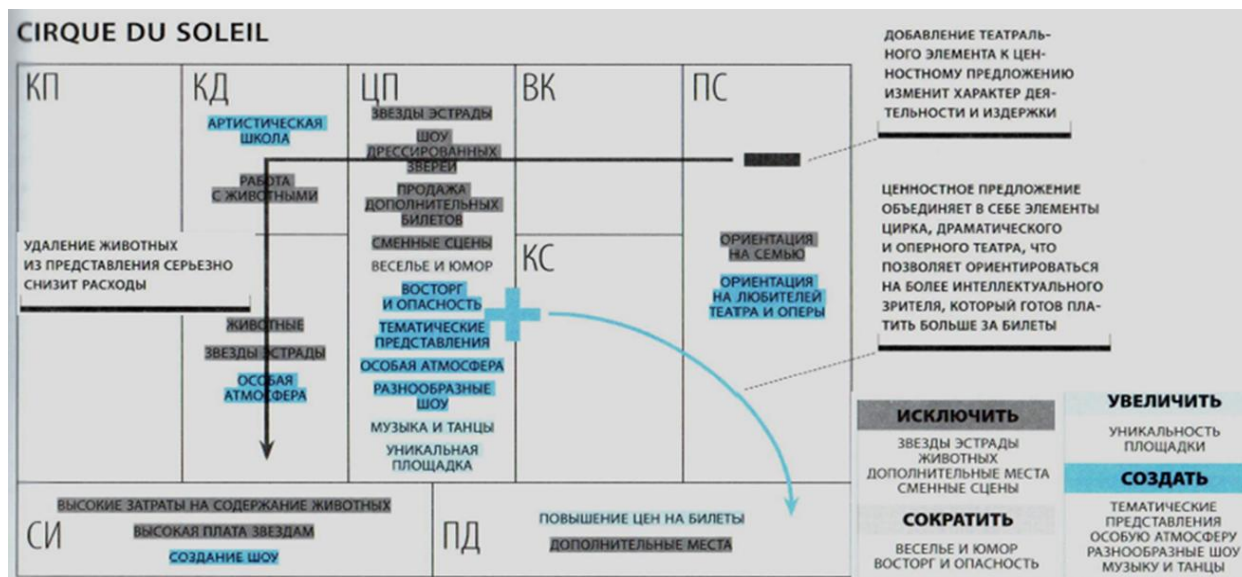 CIRQUE DU SOLEIL
КП
КД
АРТИСТИЧЕСКАЯ
ШКОЛА
РАБОТА
С ЖИВОТНЫМИ
УДАЛЕНИЕ ЖИВОТНЫХ
ИЗ ПРЕДСТАВЛЕНИЯ СЕРЬЕЗНО
СНИЗИТ РАСХОДЫ
ЖИВОТНЫЕ
ЗВЕЗДЫ ЭСТРАДЫ
ОСОБАЯ
АТМОСФЕРА
ЦП
ЗВЕЗДЫ ЭСТРАДЫ
ШОУ
ДРЕССИРОВАННЫХ
ЗВЕРЕЙ
ПРОДАЖА
ДОПОЛНИТЕЛЬНЫХ
БИЛЕТОВ
СМЕННЫЕ СЦЕНЫ
ВЕСЕЛЬЕ И ЮМОР
ВОСТОРГ
И ОПАСНОСТЬ
ТЕМАТИЧЕСКИЕ
ПРЕДСТАВЛЕНИЯ
ОСОБАЯ АТМОСФЕРА
РАЗНООБРАЗНЫЕ
ШОУ
МУЗЫКА И ТАНЦЫ
УНИКАЛЬНАЯ
ПЛОЩАДКА
ВК
КС
ПС
ОРИЕНТАЦИЯ
НА СЕМЬЮ
ОРИЕНТАЦИЯ
НА ЛЮБИТЕЛЕЙ
ТЕАТРА И ОПЕРЫ
СИ
ВЫСОКИЕ ЗАТРАТЫ НА СОДЕРЖАНИЕ ЖИВОТНЫХ
ВЫСОКАЯ ПЛАТА ЗВЕЗДАМ
СОЗДАНИЕ ШОУ
ПД
ПОВЫШЕНИЕ ЦЕН НА БИЛЕТЫ
ДОПОЛНИТЕЛЬНЫЕ МЕСТА
ДОБАВЛЕНИЕ ТЕАТРАЛЬ-
НОГО ЭЛЕМЕНТА К ЦЕН-
НОСТНОМУ ПРЕДЛОЖЕНИЮ
ИЗМЕНИТ ХАРАКТЕР ДЕЯ-
ТЕЛЬНОСТИ И ИЗДЕРЖКИ
ЦЕННОСТНОЕ ПРЕДЛОЖЕНИЕ
ОБЪЕДИНЯЕТ В СЕБЕ ЭЛЕМЕНТЫ
ЦИРКА, ДРАМАТИЧЕСКОГО
И ОПЕРНОГО ТЕАТРА, ЧТО
ПОЗВОЛЯЕТ ОРИЕНТИРОВАТЬСЯ
НА БОЛЕЕ ИНТЕЛЛЕКТУАЛЬНОГО
ЗРИТЕЛЯ, КОТОРЫЙ ГОТОВ ПЛА-
ТИТЬ БОЛЬШЕ ЗА БИЛЕТЫ
ИСКЛЮЧИТЬ
ЗВЕЗДЫ ЭСТРАДЫ
ЖИВОТНЫХ
ДОПОЛНИТЕЛЬНЫЕ МЕСТА
СМЕННЫЕ СЦЕНЫ
СОКРАТИТЬ
ВЕСЕЛЬЕ И ЮМОР
ВОСТОРГ И ОПАСНОСТЬ
УВЕЛИЧИТЬ
УНИКАЛЬНОСТЬ
ПЛОЩАДКИ
СОЗДАТЬ
ТЕМАТИЧЕСКИЕ
ПРЕДСТАВЛЕНИЯ
ОСОБУЮ АТМОСФЕРУ
РАЗНООБРАЗНЫЕ ШОУ
МУЗЫКУ И ТАНЦЫ